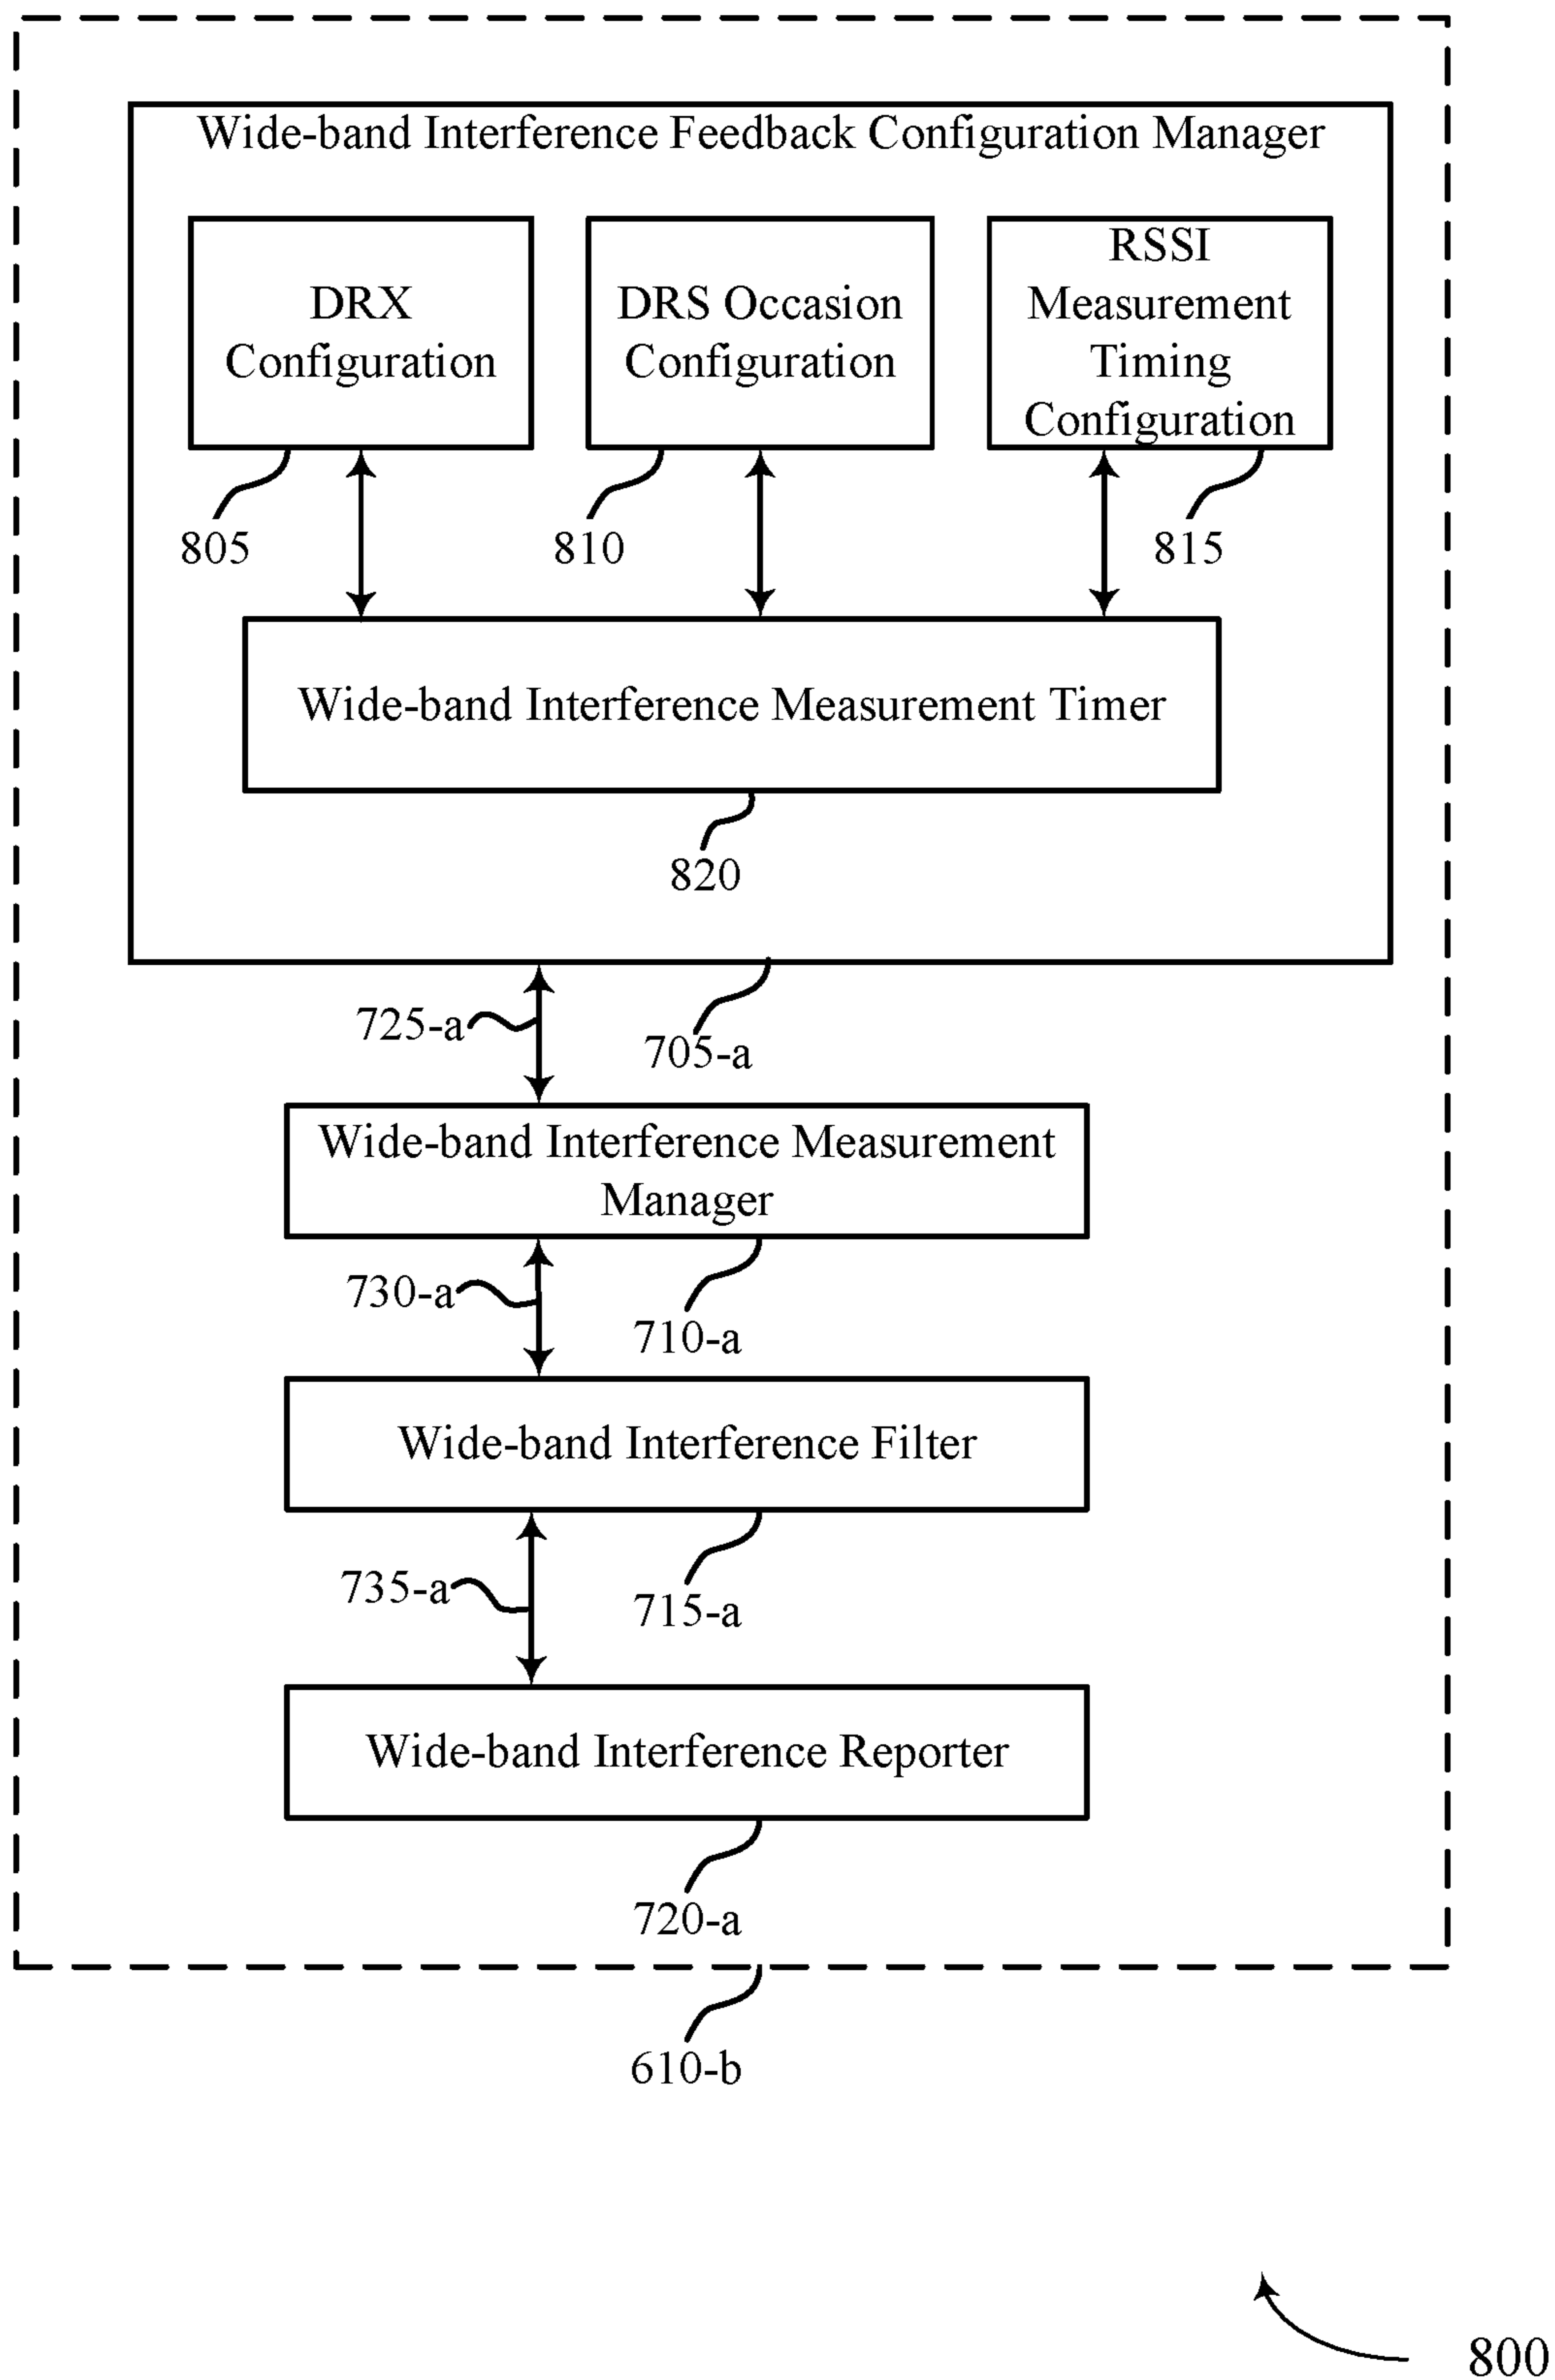 Wide-band Interference Feedback Configuration Manager
DRX
Configuration
DRS Occasion
Configuration
RSSI
Measurement
Timing
Configuration
805
810
815
Wide-band Interference Measurement Timer
820
725-a
705-a
Wide-band Interference Measurement
Manager
730-a
710-a
Wide-band Interference Filter
735-a
715-a
Wide-band Interference Reporter
720-a
610-b
800